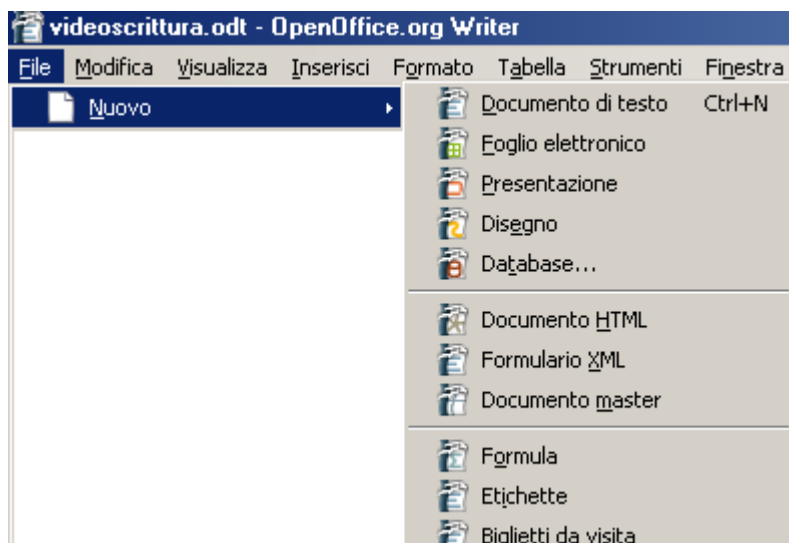 videoscrittura.odt - OpenOffice.org Writer
File Modifica Visualizza Inserisci Formato Tabella Strumenti Finestra
Nuovo
Documento di testo Ctrl+N
Foglio elettronico
Presentazione
Disegno
Database...
Documento HTML
Formulario XML
Documento master
Formula
Etichette
Biglietti da visita